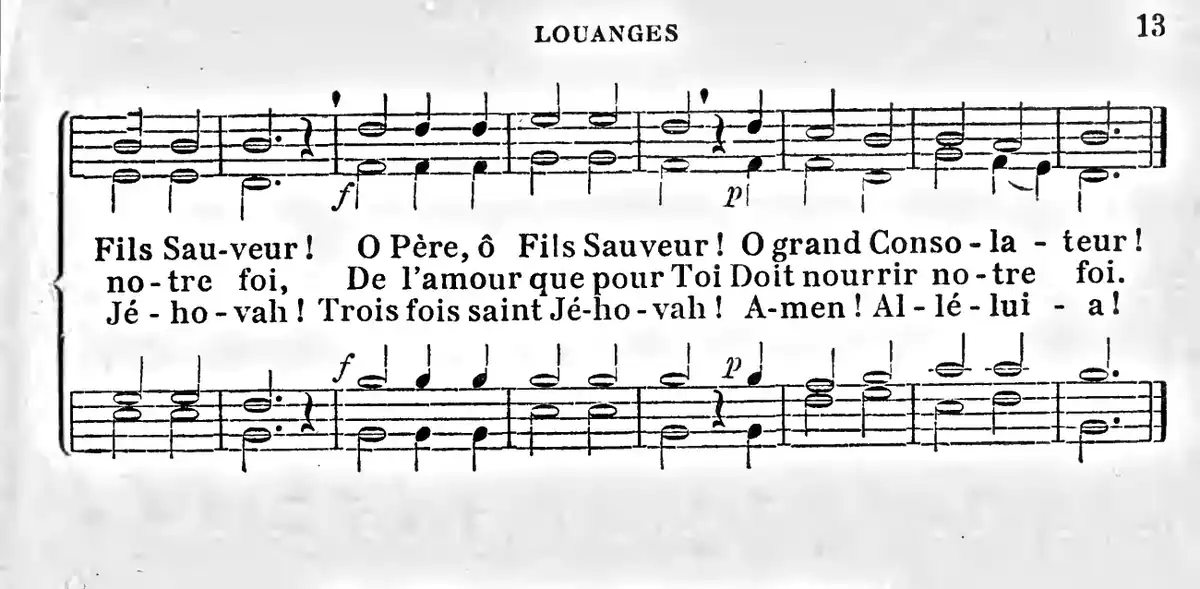 LOUANGES
13
f
p
Fils Sau-veur! O Père, ô Fils Sauveur! O grand Conso - la - teur!
no-tre foi, De l'amour que pour Toi Doit nourrir no-tre foi.
Jé - ho-vah! Trois fois saint Jé-ho-vah! A-men! Al-lé-lui - a!
f
p